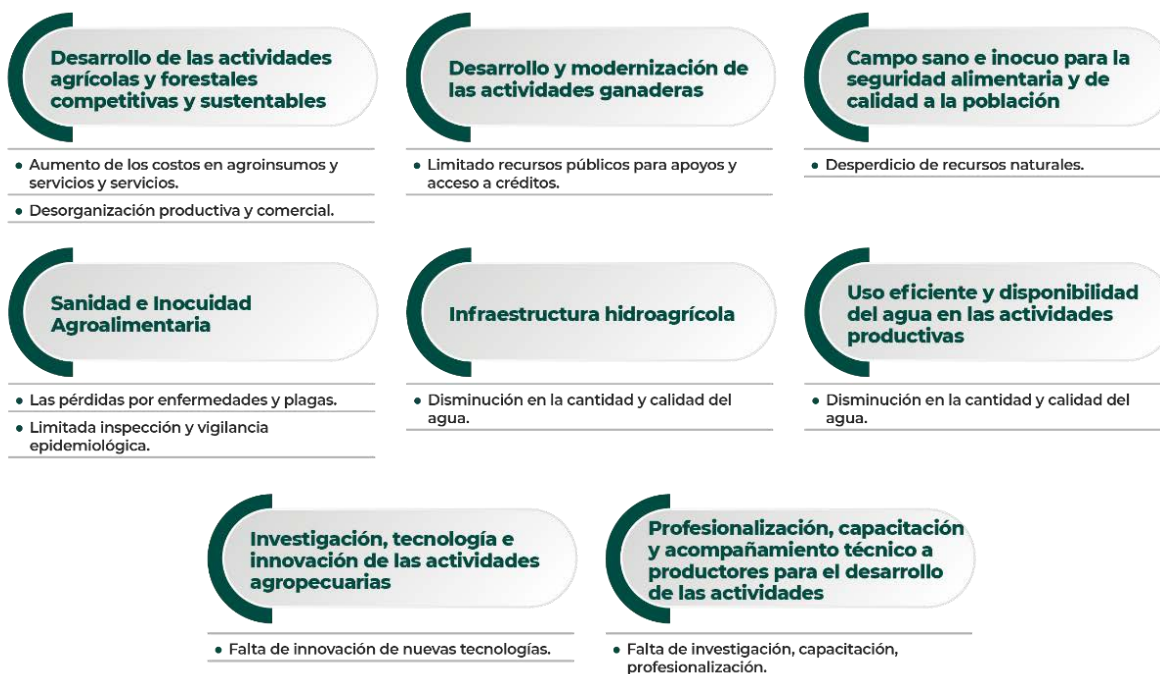 Desarrollo de las actividades
agrícolas y forestales
competitivas y sustentables
• Aumento de los costos en agroinsumos y
servicios y servicios.
• Desorganización productiva y comercial.
Desarrollo y modernización de
las actividades ganaderas
• Limitado recursos públicos para apoyos y
acceso a créditos.
Campo sano e inocuo para la
seguridad alimentaria y de
calidad a la población
• Desperdicio de recursos naturales.
Sanidad e Inocuidad
Agroalimentaria
• Las pérdidas por enfermedades y plagas.
• Limitada inspección y vigilancia
epidemiológica.
Infraestructura hidroagrícola
• Disminución en la cantidad y calidad del
agua.
Uso eficiente y disponibilidad
del agua en las actividades
productivas
• Disminución en la cantidad y calidad del
agua.
Investigación, tecnología e
innovación de las actividades
agropecuarias
• Falta de innovación de nuevas tecnologías.
Profesionalización, capacitación
y acompañamiento técnico a
productores para el desarrollo
de las actividades
• Falta de investigación, capacitación,
profesionalización.